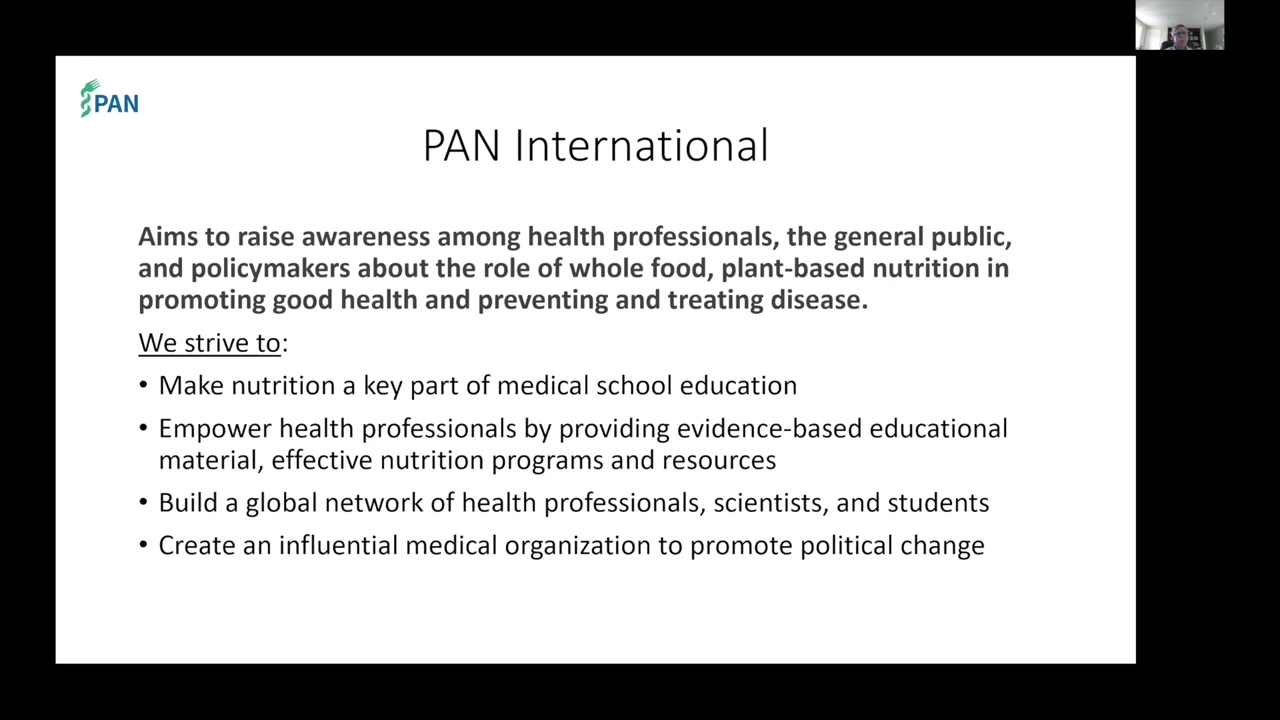 PAN
PAN International
Aims to raise awareness among health professionals, the general public,
and policymakers about the role of whole food, plant-based nutrition in
promoting good health and preventing and treating disease.
We strive to:
• Make nutrition a key part of medical school education
• Empower health professionals by providing evidence-based educational
material, effective nutrition programs and resources
• Build a global network of health professionals, scientists, and students
• Create an influential medical organization to promote political change